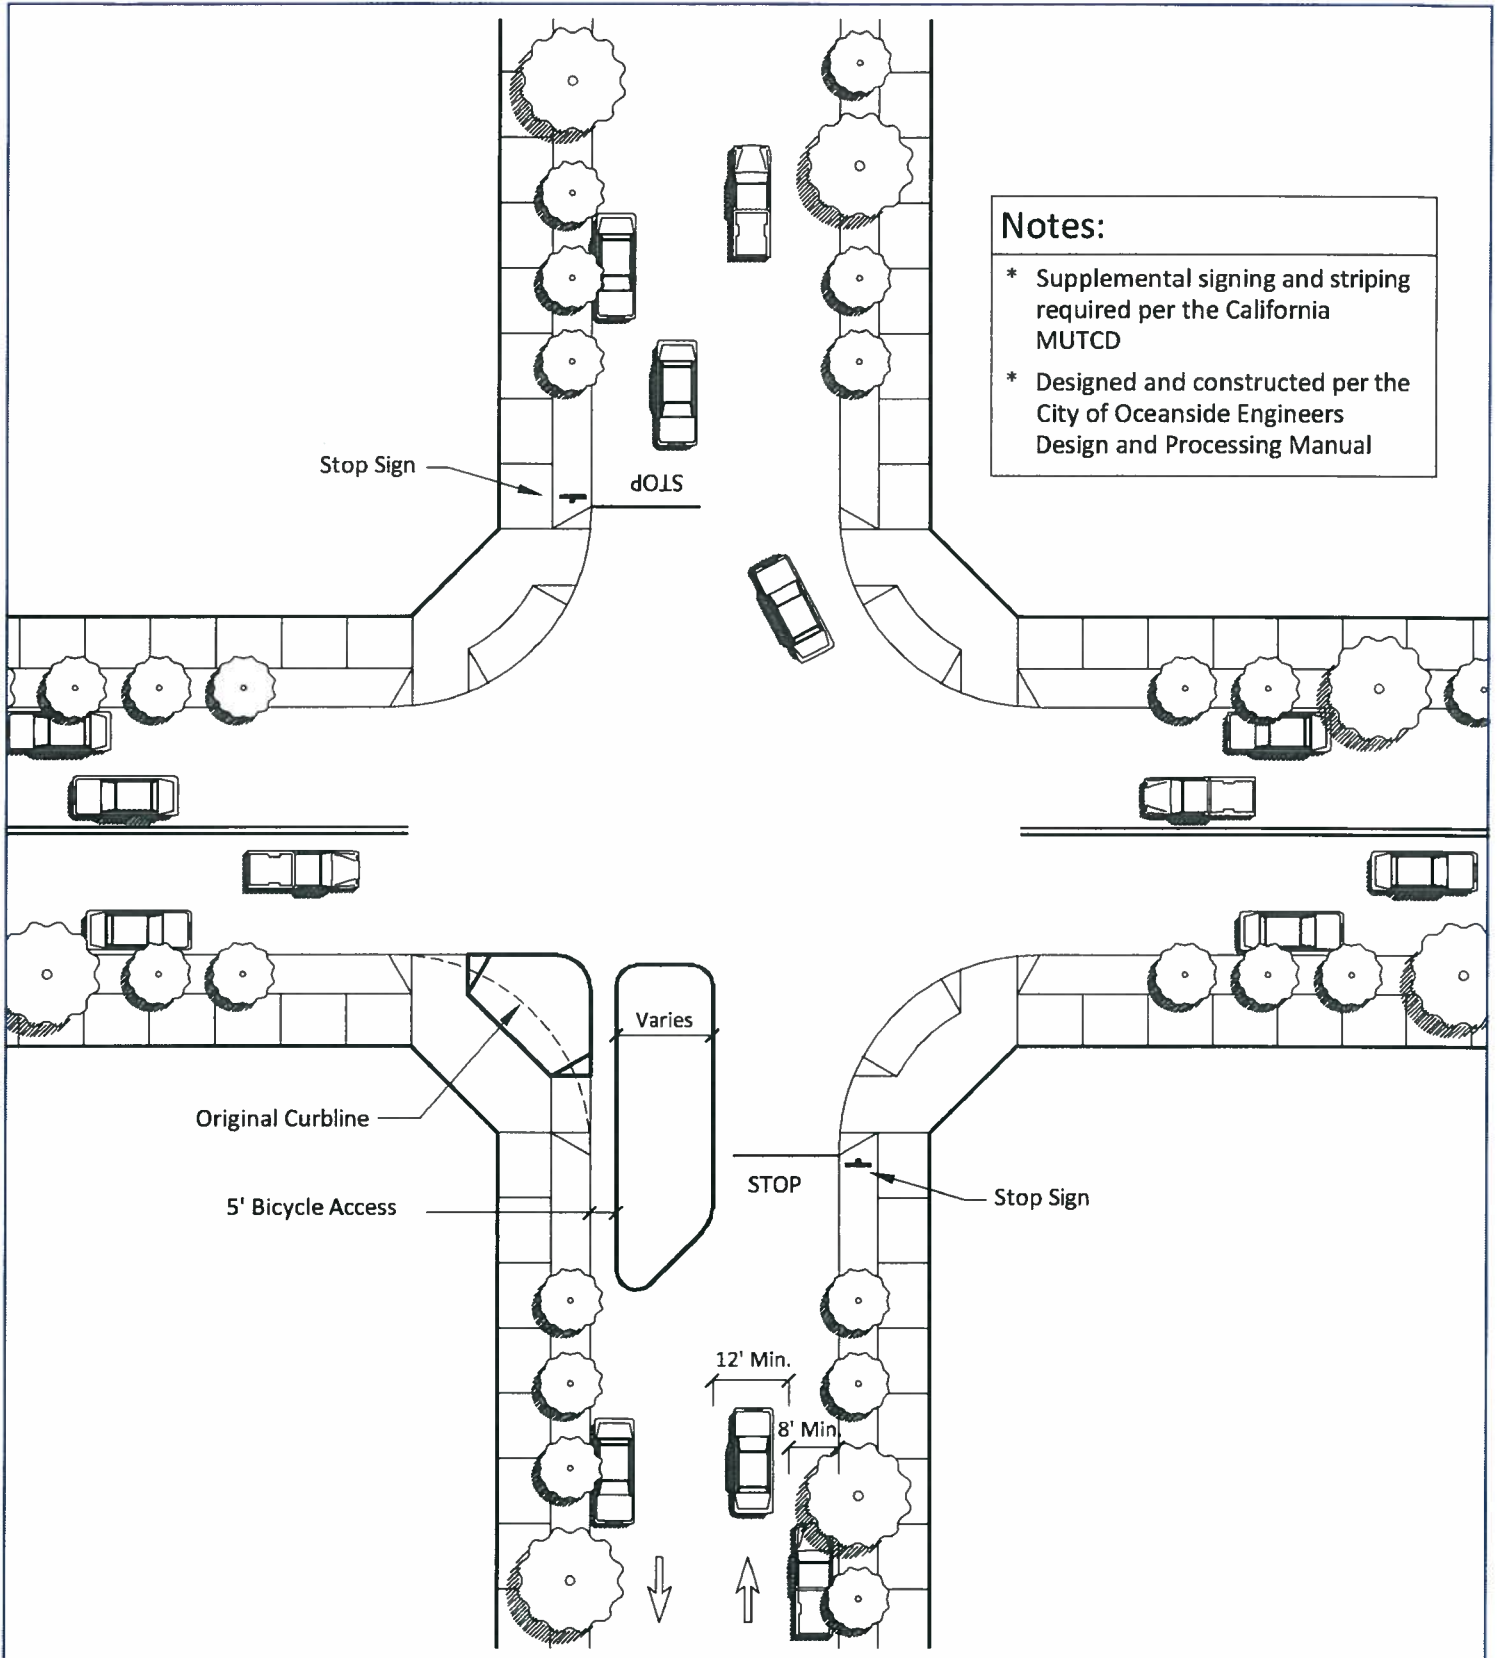 Notes:
* Supplemental signing and striping
required per the California
MUTCD
* Designed and constructed per the
City of Oceanside Engineers
Design and Processing Manual
Stop Sign
STOP
Varies
Original Curbline
5' Bicycle Access
STOP
Stop Sign
12' Min.
8' Min.